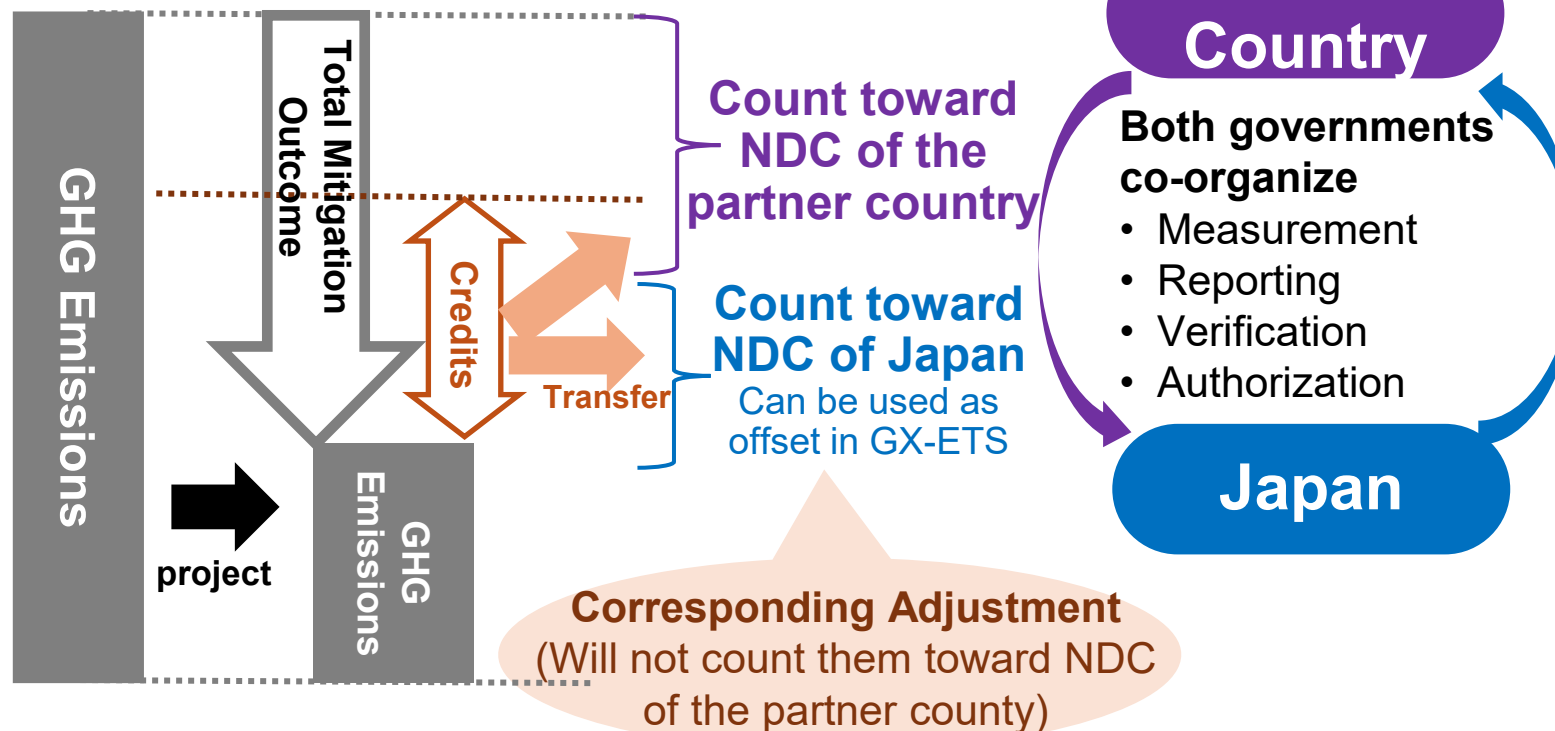 GHG Emissions
Total Mitigation
Outcome
Credits
Transfer
project
GHG
Emissions
Count toward
NDC of the
partner country
Count toward
NDC of Japan
Can be used as
offset in GX-ETS
Corresponding Adjustment
(Will not count them toward NDC
of the partner county)
Country
Both governments
co-organize
• Measurement
• Reporting
• Verification
• Authorization
Japan